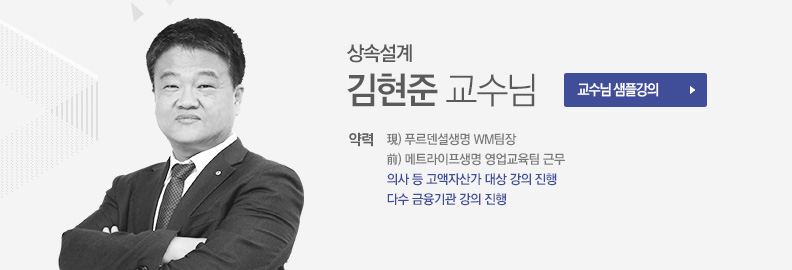 상속설계
김현준 교수님
교수님 샘플강의
약력 現) 푸르덴셜생명 WM팀장
前) 메트라이프생명 영업교육팀 근무
의사 등 고액자산가 대상 강의 진행
다수 금융기관 강의 진행